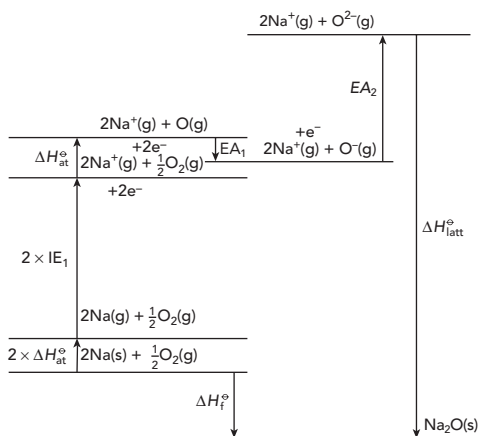 2Na⁺(g) + O²⁻(g)
EA₂
2Na⁺(g) + O(g)
+2e⁻
EA₁
+e⁻
2Na⁺(g) + O⁻(g)
ΔH⦵at
2Na⁺(g) + ½O₂(g)
+2e⁻
ΔH⦵latt
2 × IE₁
2Na(g) + ½O₂(g)
2 × ΔH⦵at
2Na(s) + ½O₂(g)
ΔH⦵f
Na₂O(s)